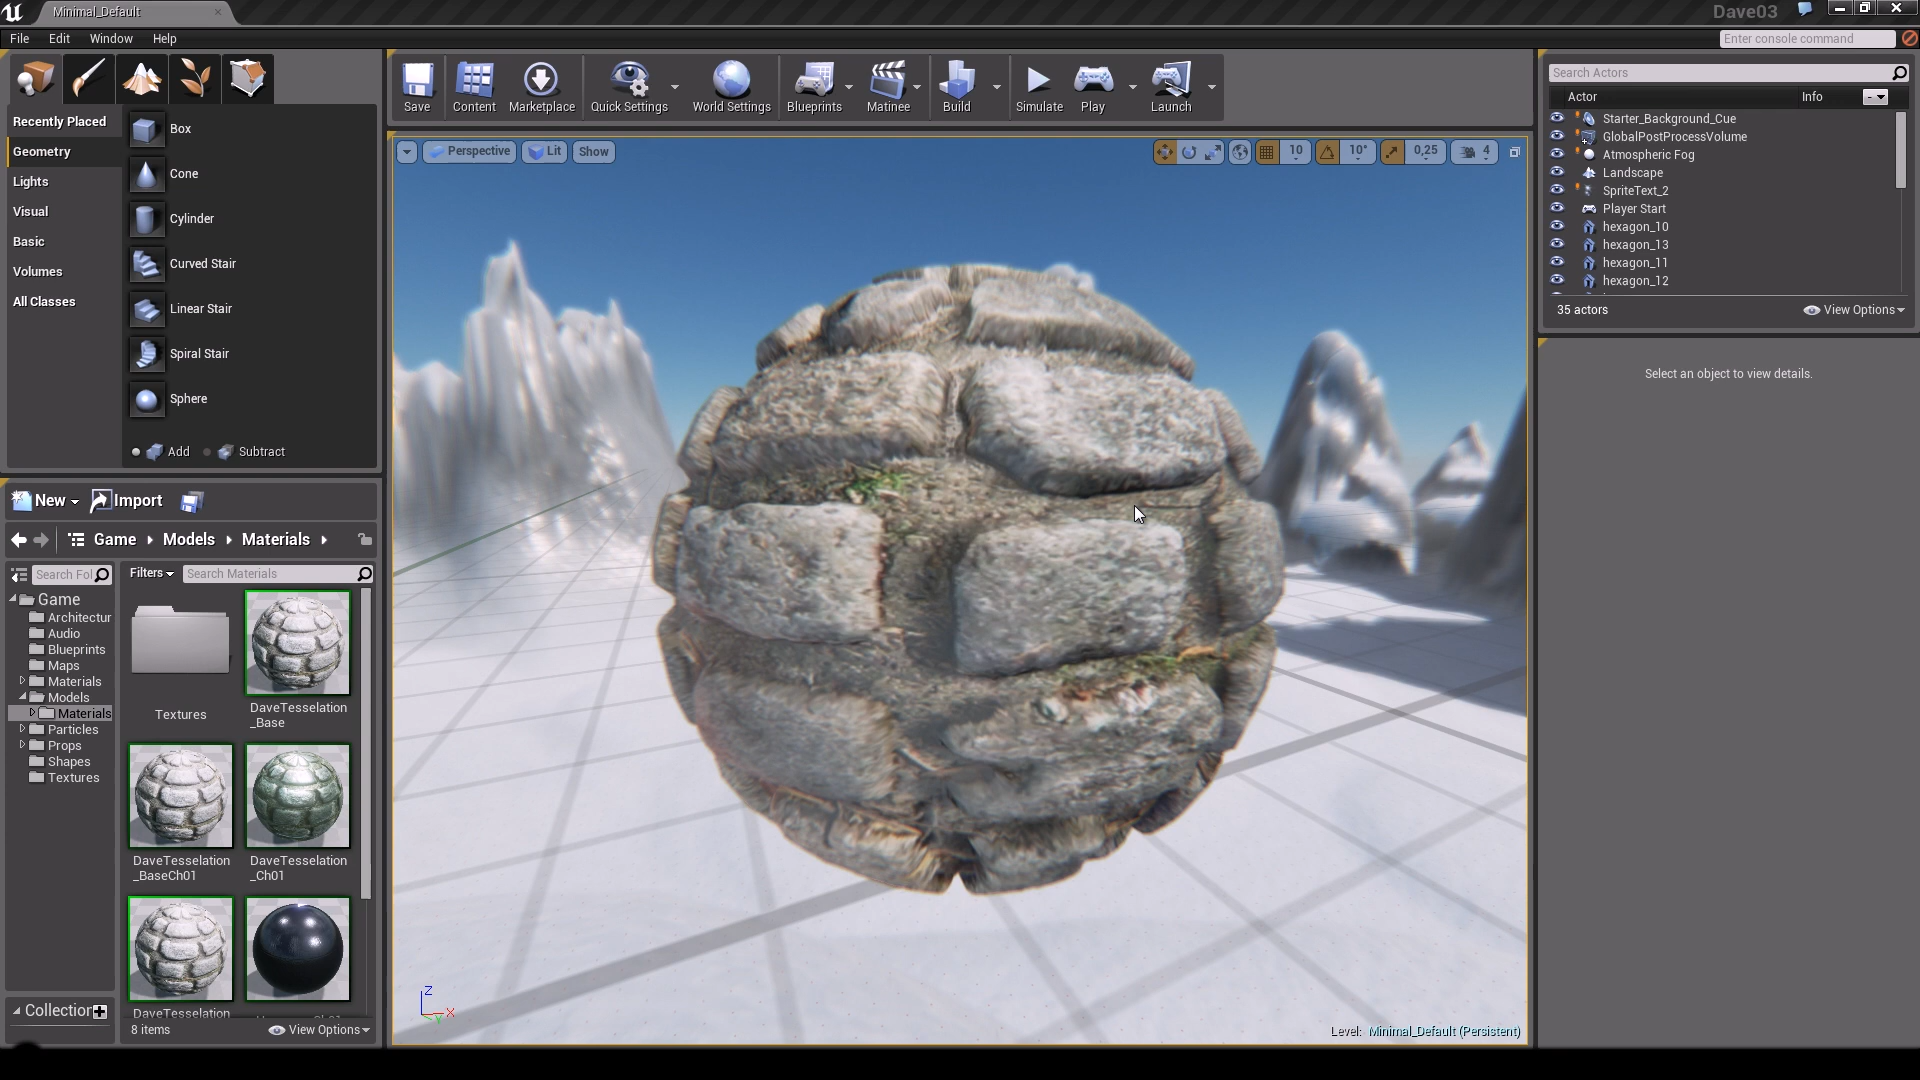 Minimal_Default
Dave03
File Edit Window Help
Enter console command
Recently Placed
Geometry
Lights
Visual
Basic
Volumes
All Classes
Box
Cone
Cylinder
Curved Stair
Linear Stair
Spiral Stair
Sphere
Add Subtract
Save Content Marketplace Quick Settings World Settings Blueprints Matinee Build Simulate Play Launch
Perspective Lit Show
10 10° 0,25 4
Search Actors
Actor Info
Starter_Background_Cue
GlobalPostProcessVolume
Atmospheric Fog
Landscape
SpriteText_2
Player Start
hexagon_10
hexagon_13
hexagon_11
hexagon_12
35 actors View Options
Select an object to view details.
New Import
Game Models Materials
Search Fol
Filters Search Materials
Game
Architectur
Audio
Blueprints
Maps
Materials
Models
Materials
Particles
Props
Shapes
Textures
Textures
DaveTesselation
_Base
DaveTesselation
_BaseCh01
DaveTesselation
_Ch01
DaveTesselation
Collection
8 items View Options
Z
X
Y
Level: Minimal_Default (Persistent)